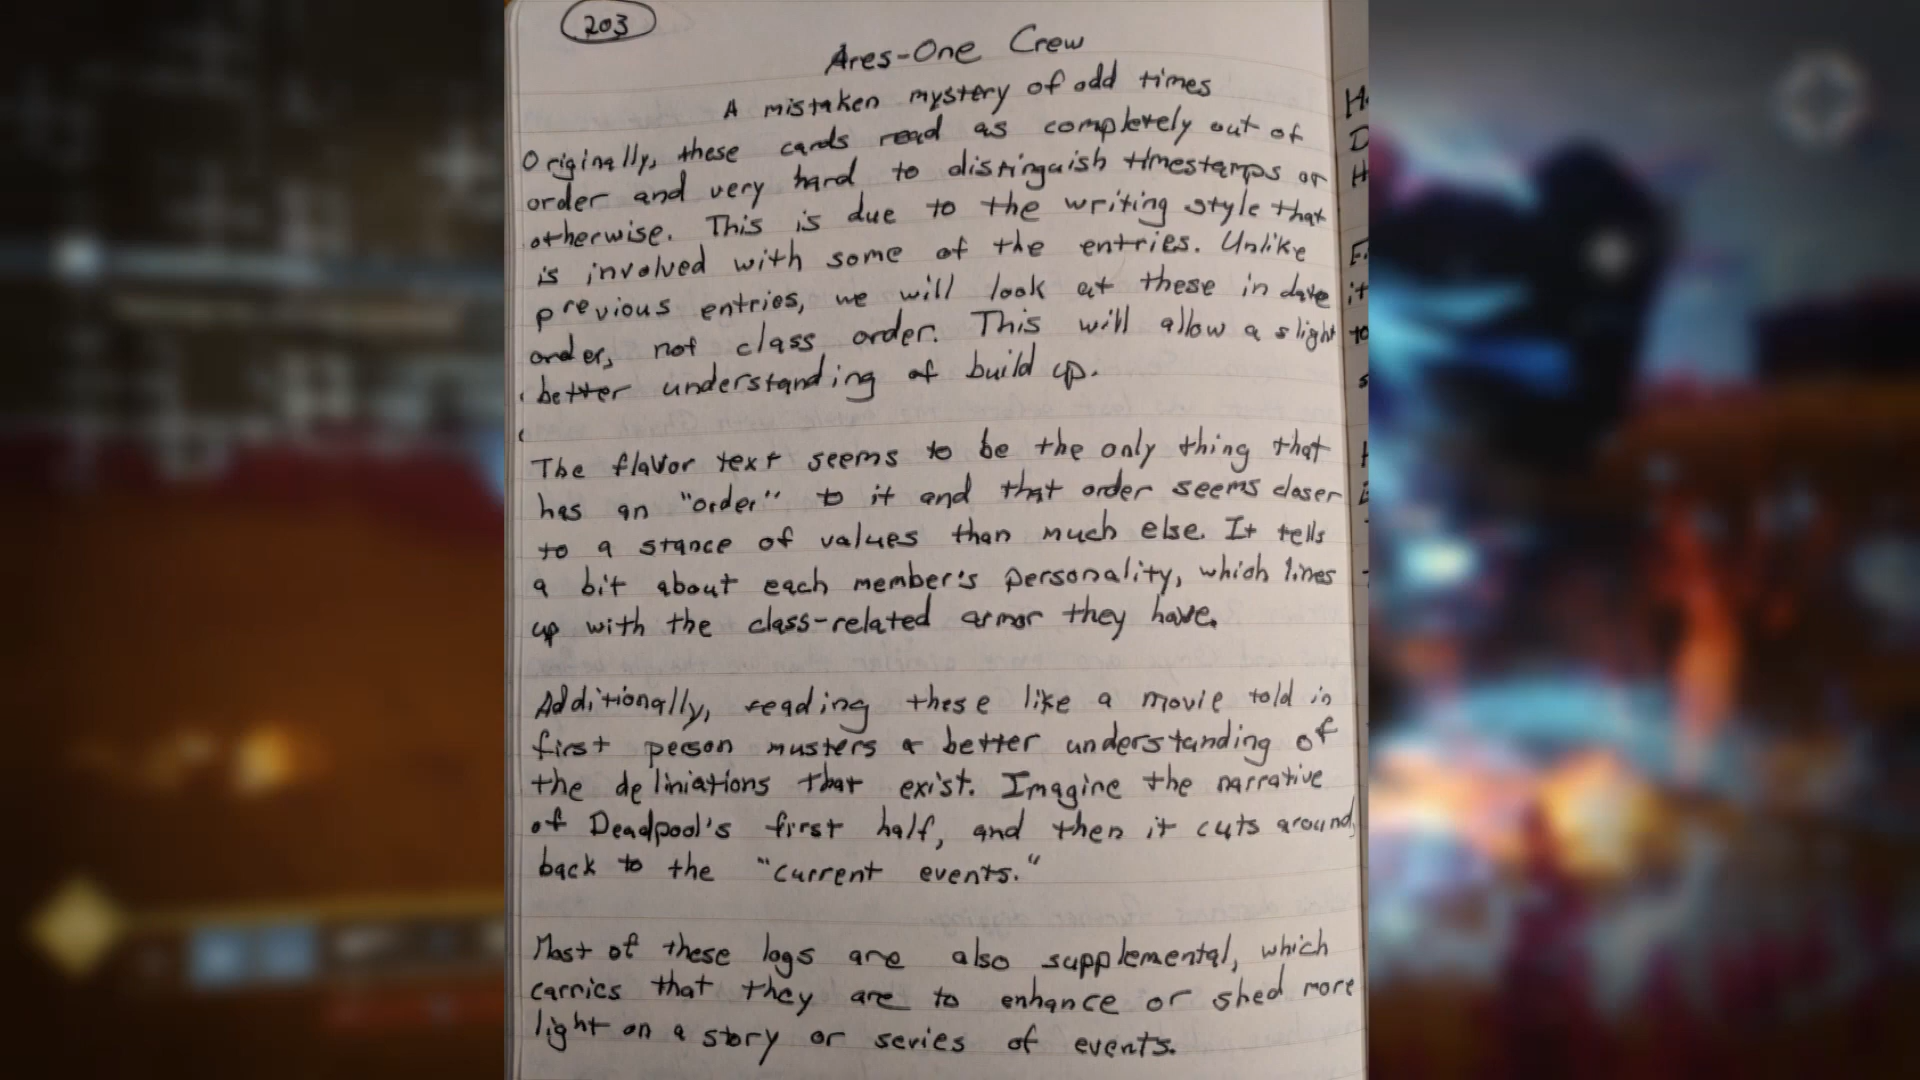 203
Ares-One Crew
A mistaken mystery of odd times
Originally, these cards read as completely out of
order and very hard to distinguish timestamps or
otherwise. This is due to the writing style that
is involved with some of the entries. Unlike
previous entries, we will look at these in date
order, not class order. This will allow a slight
better understanding of build up.
The flavor text seems to be the only thing that
has an "order" to it and that order seems closer
to a stance of values than much else. It tells
a bit about each member's personality, which lines
up with the class-related armor they have.
Additionally, reading these like a movie told in
first person musters a better understanding of
the deliniations that exist. Imagine the narrative
of Deadpool's first half, and then it cuts around
back to the "current events."
Most of these logs are also supplemental, which
carries that they are to enhance or shed more
light on a story or series of events.